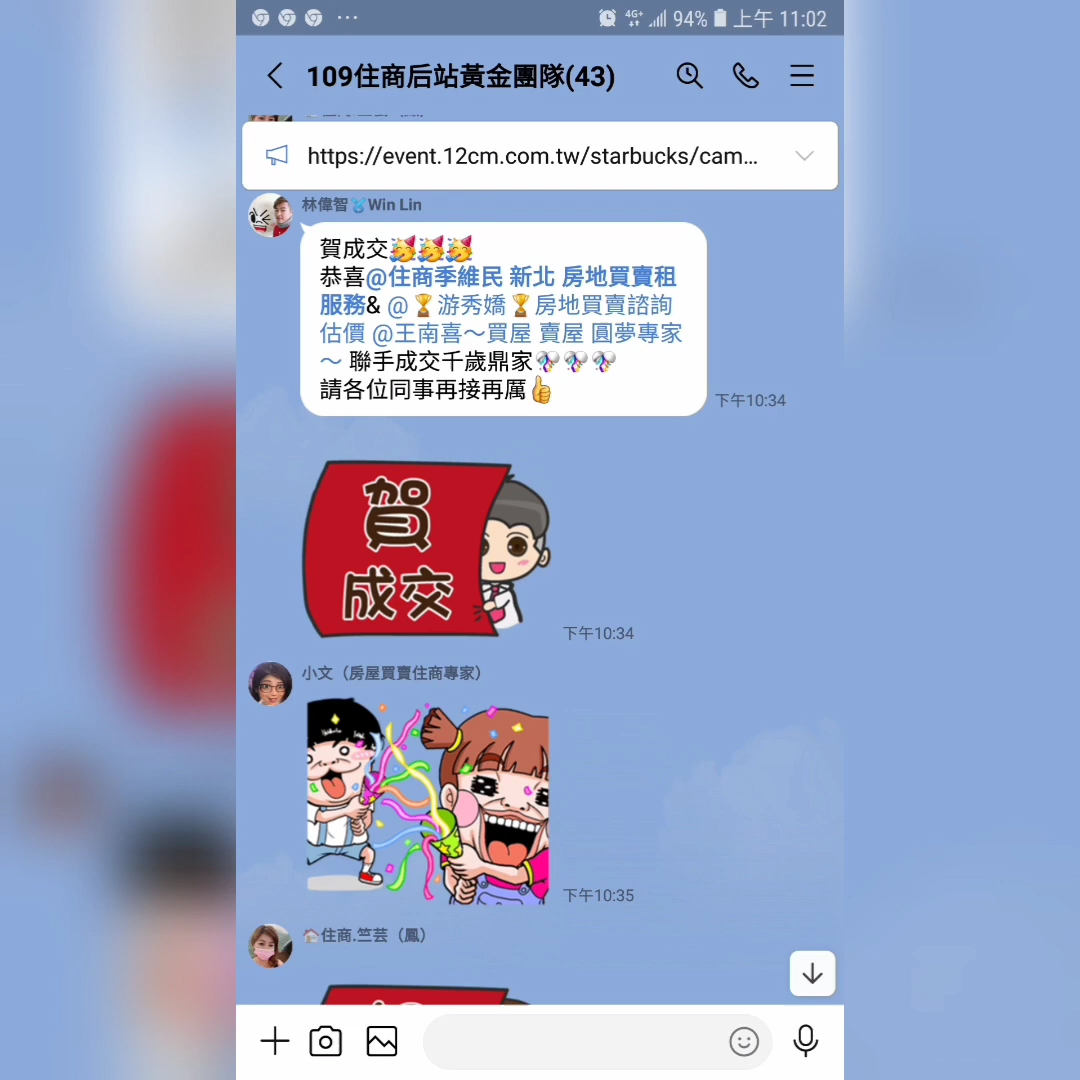 4G+ 94% 上午 11:02
109住商后站黃金團隊(43)
https://event.12cm.com.tw/starbucks/cam...
林偉智🥈Win Lin
賀成交🥳🥳🥳
恭喜@住商季維民 新北 房地買賣租
服務& @🏆游秀嬌🏆房地買賣諮詢
估價 @王南喜～買屋 賣屋 圓夢專家
～ 聯手成交千歲鼎家🎊🎊🎊
請各位同事再接再厲👍
下午10:34
賀
成交
下午10:34
小文（房屋買賣住商專家）
下午10:35
🏠住商.竺芸（鳳）